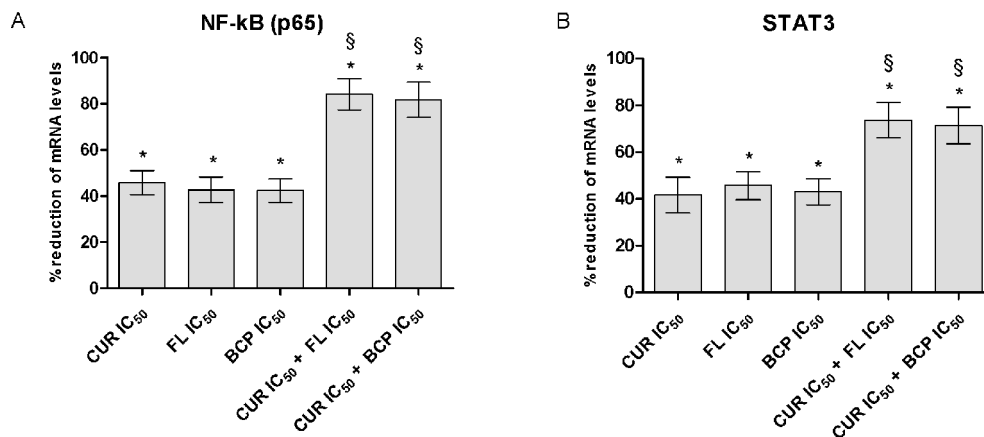 A
NF-kB (p65)
% reduction of mRNA levels
100
80
60
40
20
0
*
*
*
§
*
§
*
CUR IC₅₀
FL IC₅₀
BCP IC₅₀
CUR IC₅₀ + FL IC₅₀
CUR IC₅₀ + BCP IC₅₀
B
STAT3
% reduction of mRNA levels
100
80
60
40
20
0
*
*
*
§
*
§
*
CUR IC₅₀
FL IC₅₀
BCP IC₅₀
CUR IC₅₀ + FL IC₅₀
CUR IC₅₀ + BCP IC₅₀